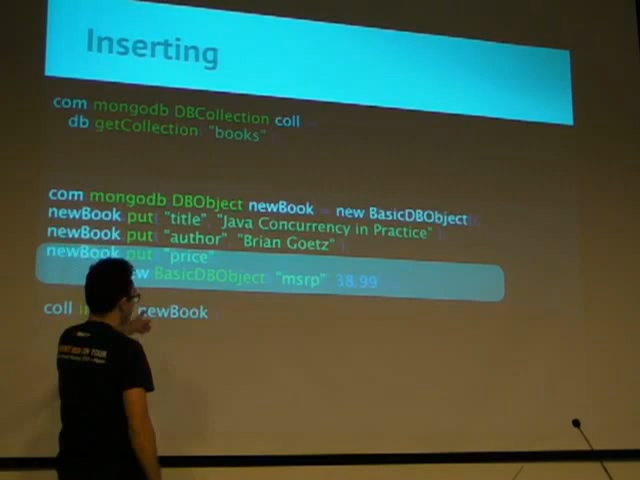 Inserting
com mongodb DBCollection coll
db getCollection "books"
com mongodb DBObject newBook = new BasicDBObject();
newBook put "title" "Java Concurrency in Practice"
newBook put "author" "Brian Goetz"
newBook put "price"
BasicDBObject "msrp" 38.99
coll newBook
TOUR